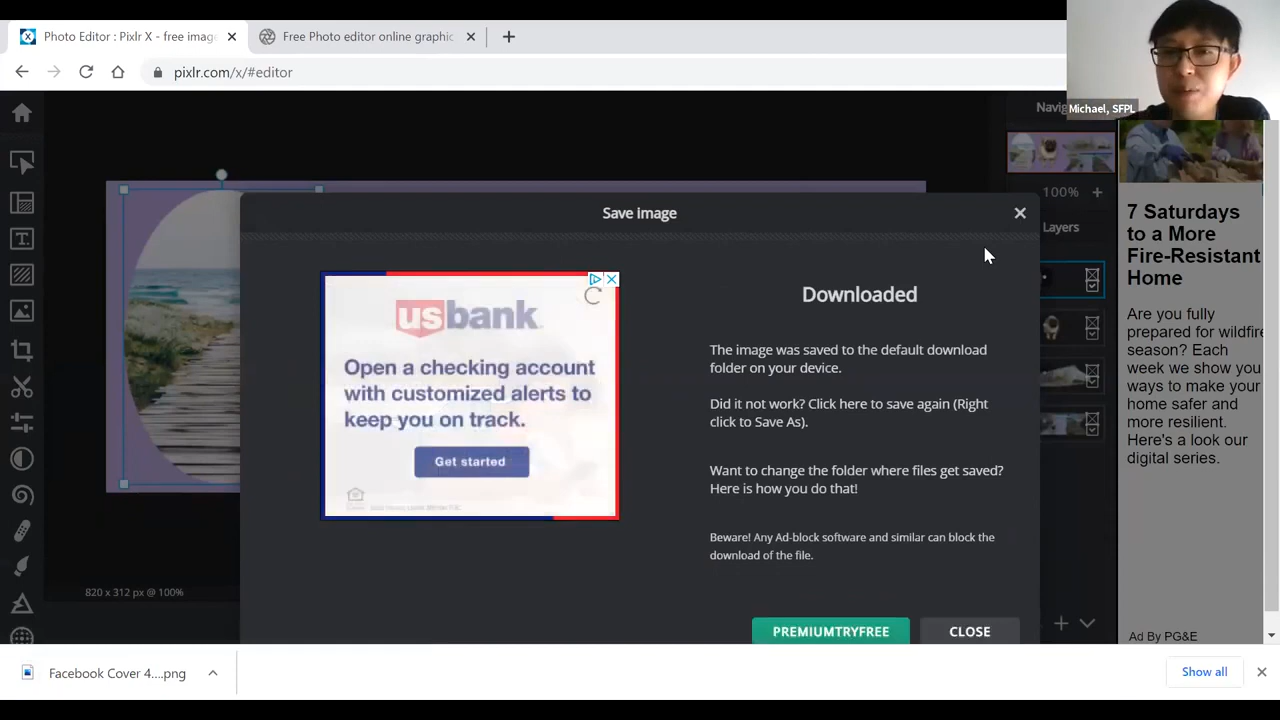 Photo Editor : Pixlr X - free image
Free Photo editor online graphic
pixlr.com/x/#editor
Michael, SFPL
100%
Layers
Save image
usbank
Open a checking account
with customized alerts to
keep you on track.
Get started
Downloaded
The image was saved to the default download
folder on your device.
Did it not work? Click here to save again (Right
click to Save As).
Want to change the folder where files get saved?
Here is how you do that!
Beware! Any Ad-block software and similar can block the
download of the file.
PREMIUMTRYFREE
CLOSE
820 x 312 px @ 100%
7 Saturdays
to a More
Fire-Resistant
Home
Are you fully
prepared for wildfire
season? Each
week we show you
ways to make your
home safer and
more resilient.
Here's a look our
digital series.
Ad By PG&E
Facebook Cover 4....png
Show all